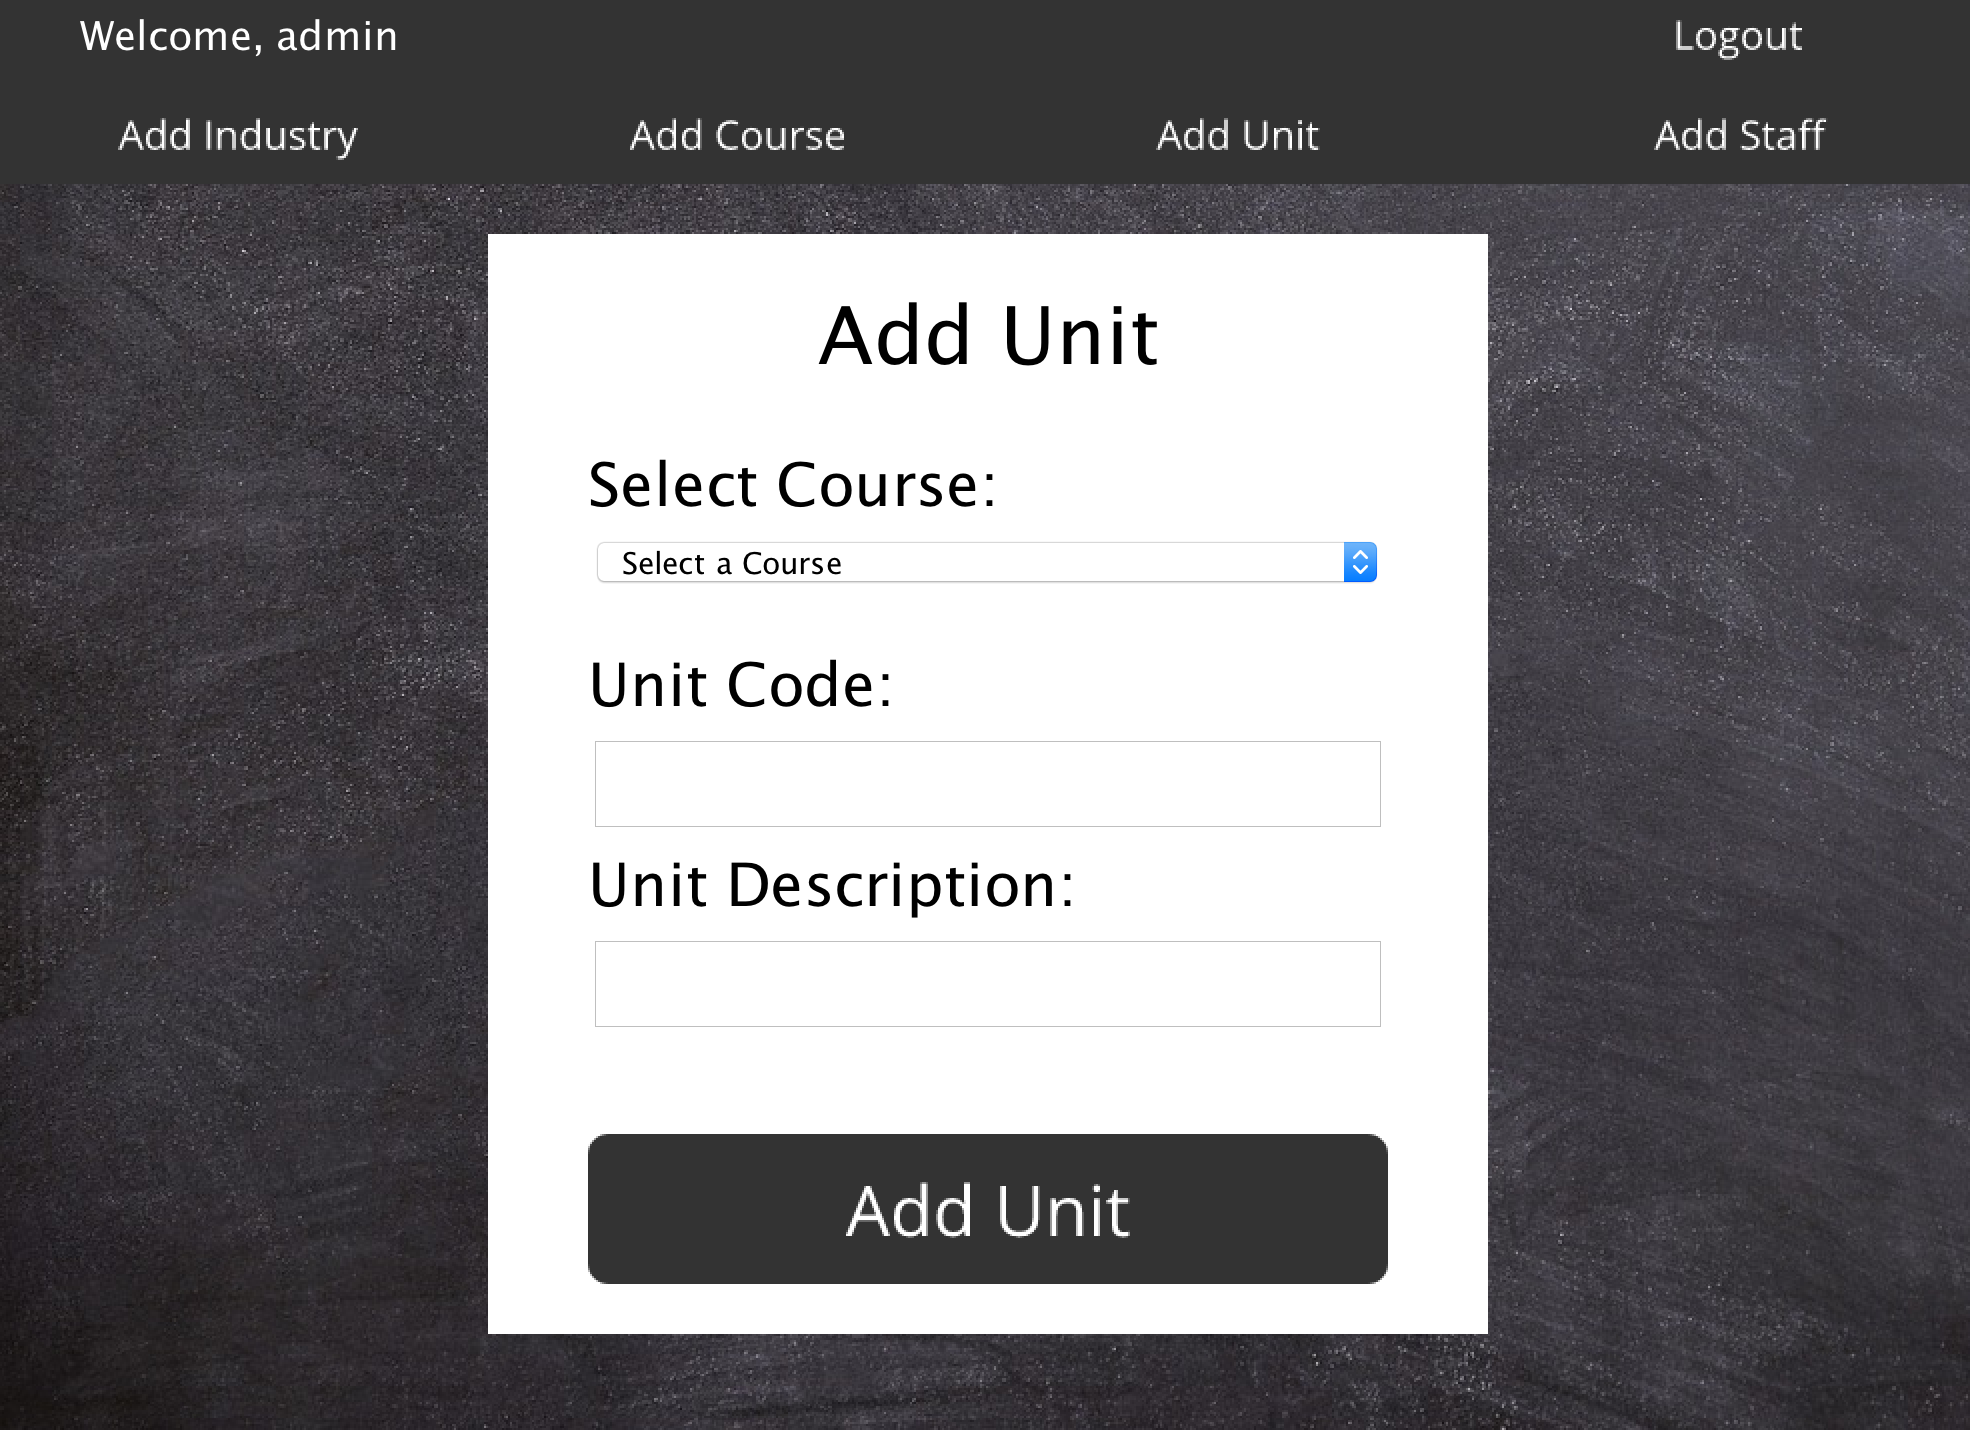 Welcome, admin
Logout
Add Industry
Add Course
Add Unit
Add Staff
Add Unit
Select Course:
Select a Course
Unit Code:
Unit Description:
Add Unit